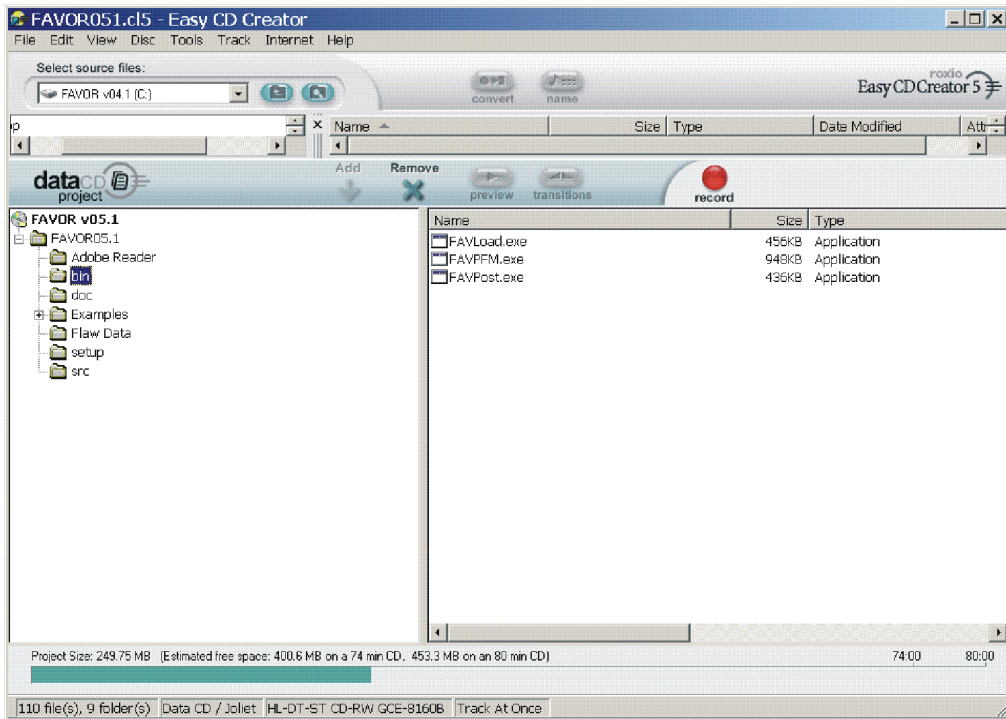 FAVOR051.cl5 - Easy CD Creator
File Edit View Disc Tools Track Internet Help
Select source files:
FAVOR v04.1 (C:)
convert name
roxio
Easy CD Creator 5
Name Size Type Date Modified Attr
data CD project
Add Remove preview transitions record
FAVOR v05.1
FAVOR05.1
Adobe Reader
bin
doc
Examples
Flaw Data
setup
src
Name Size Type
FAVLoad.exe 456KB Application
FAVPFM.exe 948KB Application
FAVPost.exe 436KB Application
Project Size: 249.75 MB (Estimated free space: 400.6 MB on a 74 min CD, 453.3 MB on an 80 min CD)
74:00 80:00
110 file(s), 9 folder(s) Data CD / Joliet HL-DT-ST CD-RW GCE-8160B Track At Once